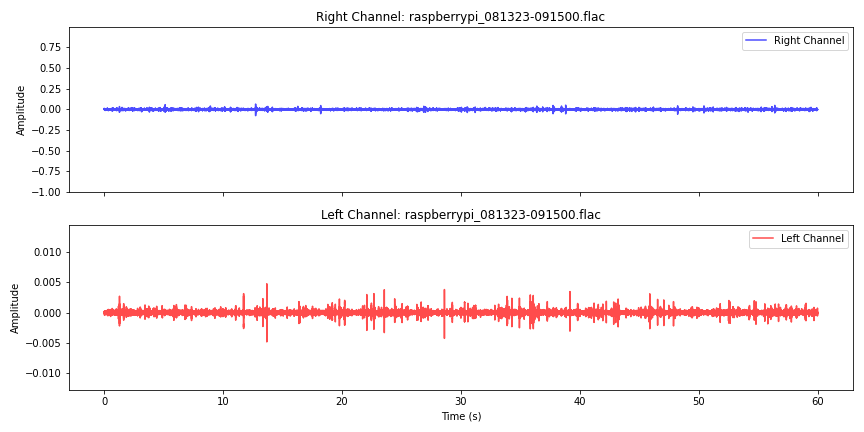 Right Channel: raspberrypi_081323-091500.flac
Right Channel
Amplitude
0.75
0.50
0.25
0.00
−0.25
−0.50
−0.75
−1.00
Left Channel: raspberrypi_081323-091500.flac
Left Channel
Amplitude
0.010
0.005
0.000
−0.005
−0.010
0 10 20 30 40 50 60
Time (s)